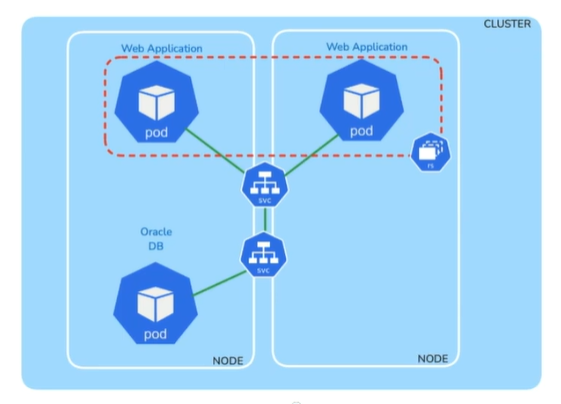 CLUSTER
Web Application
Web Application
pod
pod
rs
svc
Oracle
DB
svc
pod
NODE
NODE